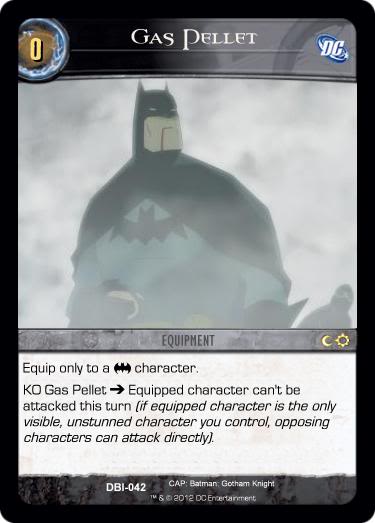 0
GAS PELLET
DC
EQUIPMENT
Equip only to a character.
KO Gas Pellet ➔ Equipped character can't be
attacked this turn (if equipped character is the only
visible, unstunned character you control, opposing
characters can attack directly).
DBI-042
CAP: Batman: Gotham Knight
™ & © 2012 DC Entertainment